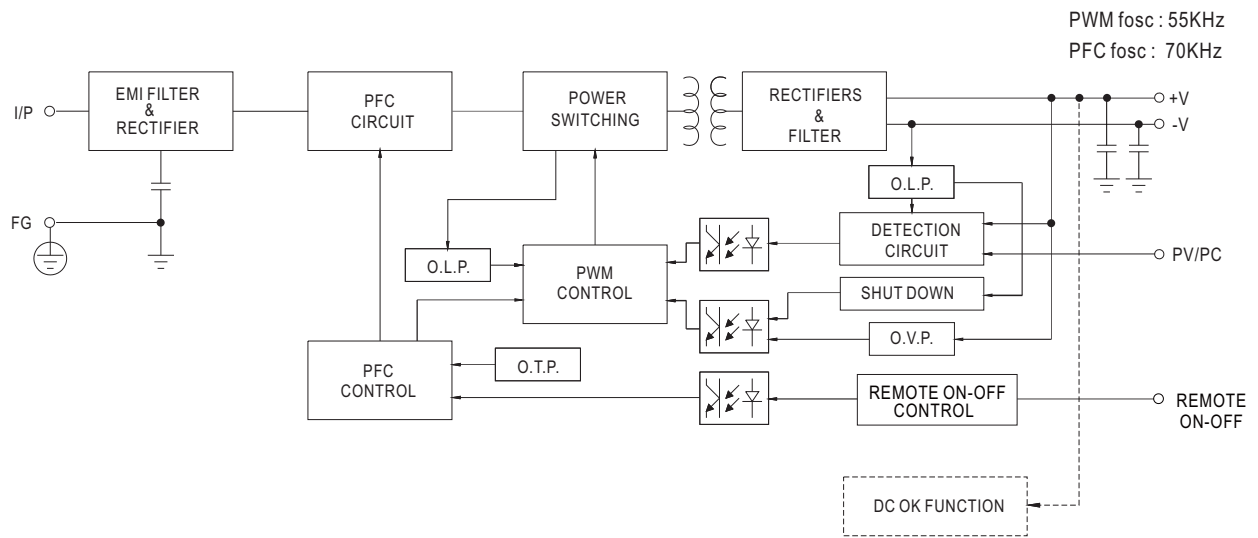 PWM fosc : 55KHz
PFC fosc : 70KHz
I/P
EMI FILTER
&
RECTIFIER
PFC
CIRCUIT
POWER
SWITCHING
RECTIFIERS
&
FILTER
+V
-V
FG
O.L.P.
O.L.P.
PWM
CONTROL
DETECTION
CIRCUIT
PV/PC
SHUT DOWN
O.V.P.
PFC
CONTROL
O.T.P.
REMOTE ON-OFF
CONTROL
REMOTE
ON-OFF
DC OK FUNCTION